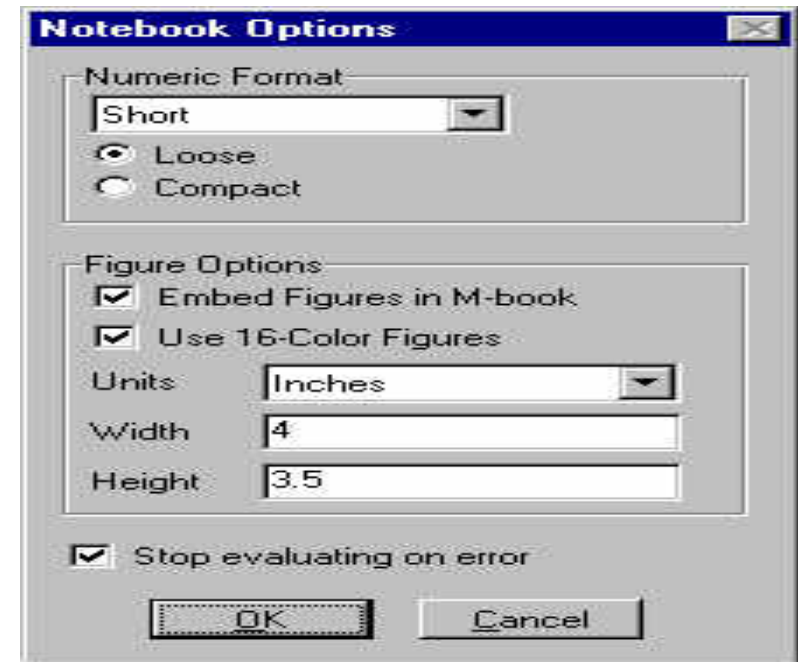 Notebook Options
Numeric Format
Short
Loose
Compact
Figure Options
Embed Figures in M-book
Use 16-Color Figures
Units Inches
Width 4
Height 3.5
Stop evaluating on error
OK Cancel